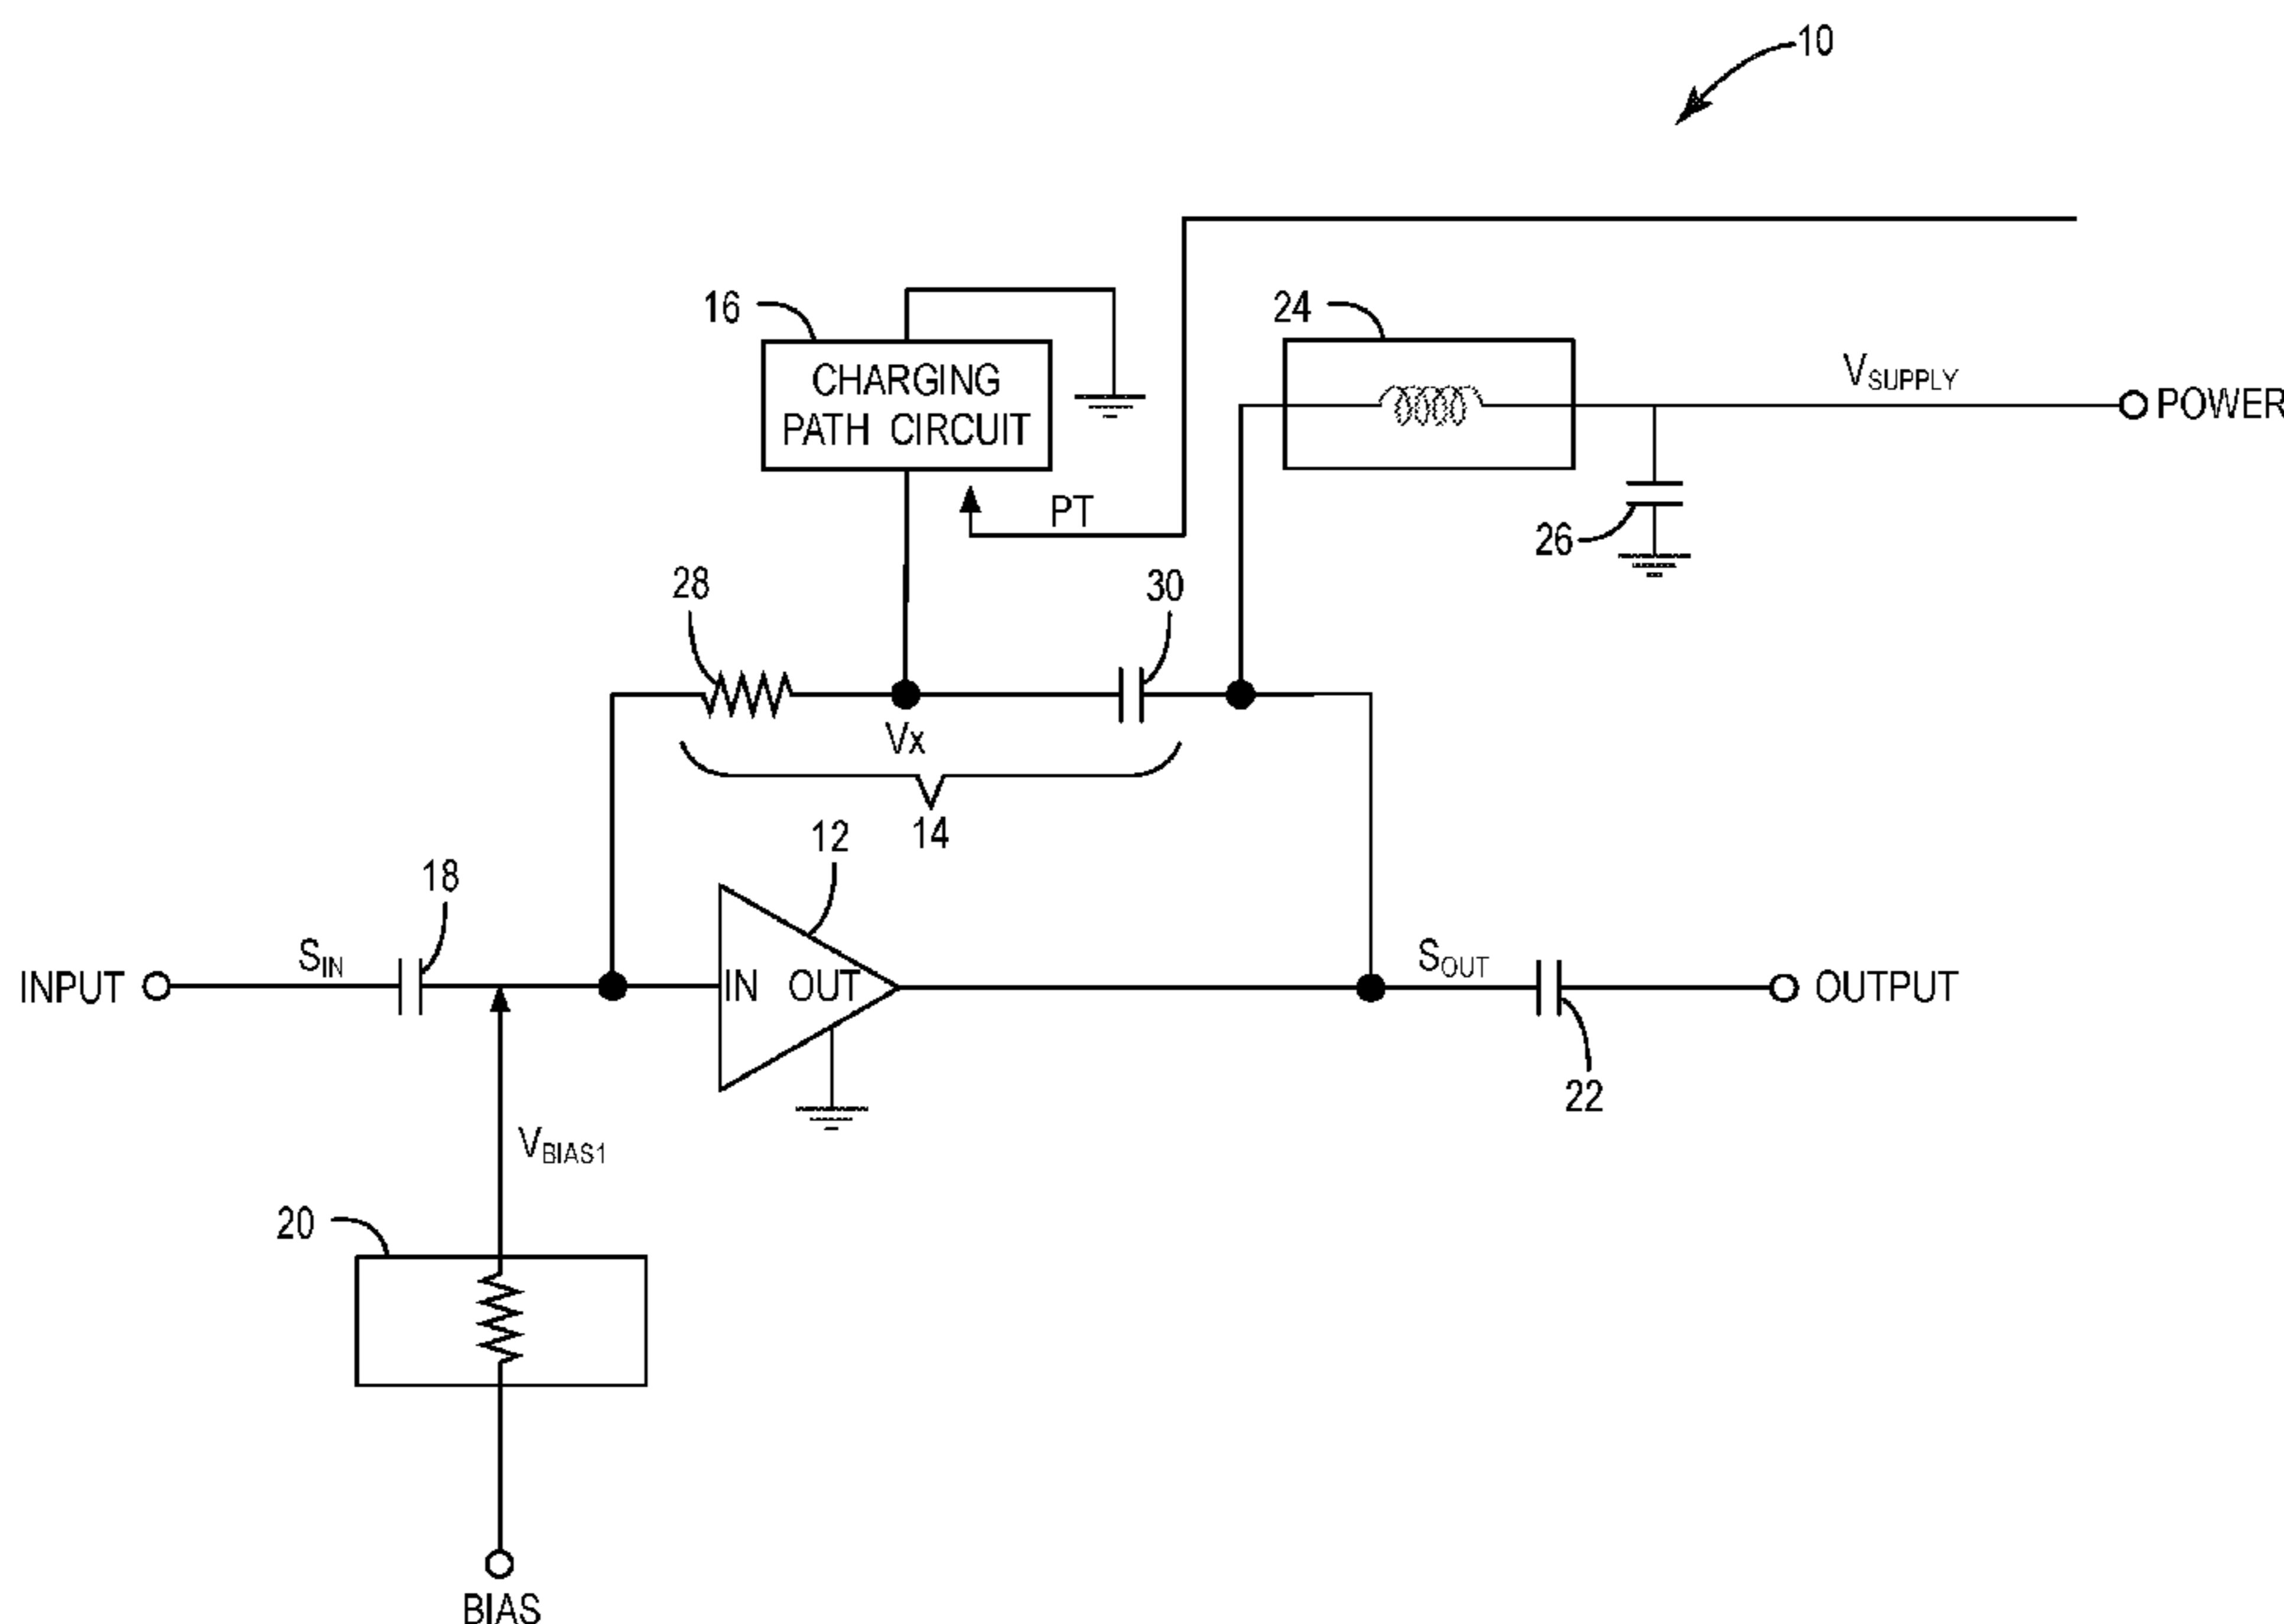 10
16
CHARGING
PATH CIRCUIT
24
VSUPPLY
POWER
PT
26
28
30
Vx
14
12
18
SIN
INPUT
IN OUT
SOUT
OUTPUT
22
VBIAS1
20
BIAS